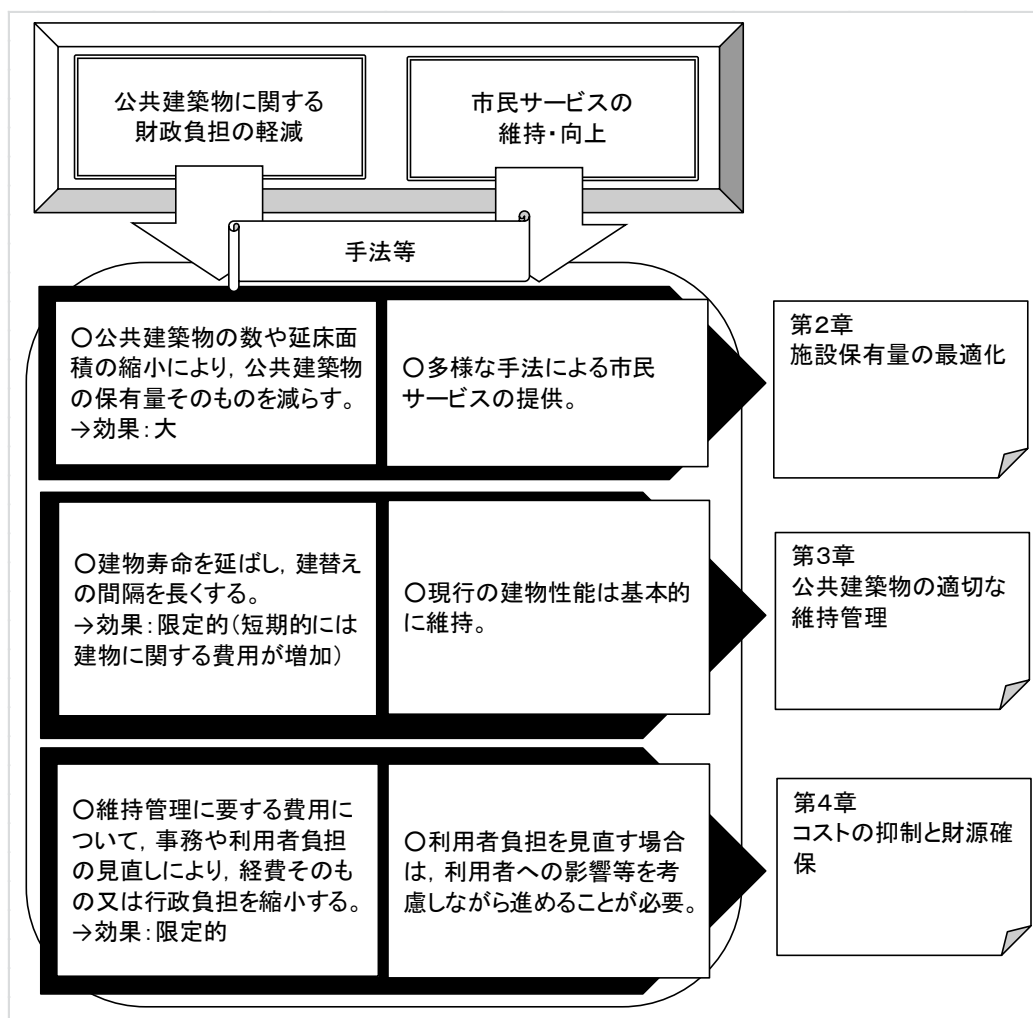 公共建築物に関する
財政負担の軽減
市民サービスの
維持・向上
手法等
○公共建築物の数や延床面
積の縮小により，公共建築物
の保有量そのものを減らす。
→効果：大
○多様な手法による市民
サービスの提供。
第２章
施設保有量の最適化
○建物寿命を延ばし，建替え
の間隔を長くする。
→効果：限定的（短期的には
建物に関する費用が増加）
○現行の建物性能は基本的
に維持。
第３章
公共建築物の適切な
維持管理
○維持管理に要する費用に
ついて，事務や利用者負担
の見直しにより，経費そのも
の又は行政負担を縮小する。
→効果：限定的
○利用者負担を見直す場合
は，利用者への影響等を考
慮しながら進めることが必要。
第４章
コストの抑制と財源確
保